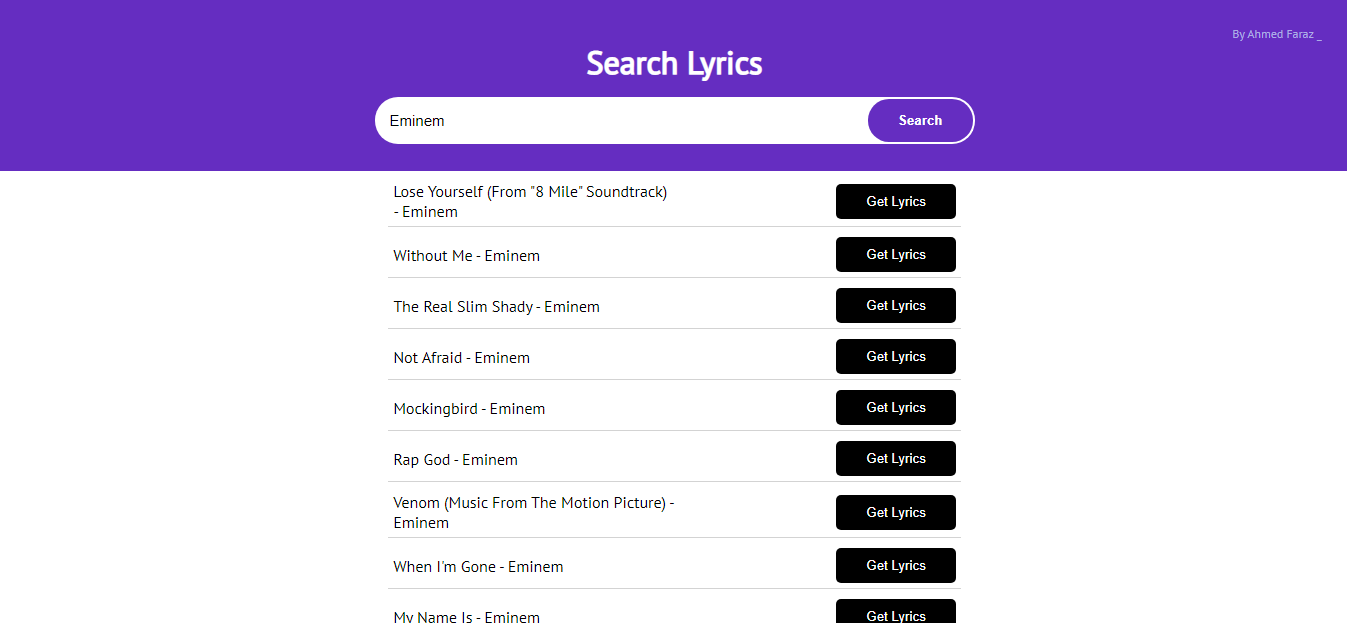 By Ahmed Faraz _
Search Lyrics
Eminem
Search
Lose Yourself (From "8 Mile" Soundtrack)
- Eminem
Get Lyrics
Without Me - Eminem
Get Lyrics
The Real Slim Shady - Eminem
Get Lyrics
Not Afraid - Eminem
Get Lyrics
Mockingbird - Eminem
Get Lyrics
Rap God - Eminem
Get Lyrics
Venom (Music From The Motion Picture) -
Eminem
Get Lyrics
When I'm Gone - Eminem
Get Lyrics
My Name Is - Eminem
Get Lyrics